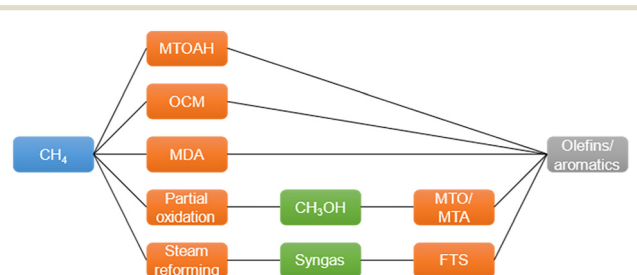 MTOAH
OCM
CH₄
MDA
Olefins/
aromatics
Partial
oxidation
CH₃OH
MTO/
MTA
Steam
reforming
Syngas
FTS